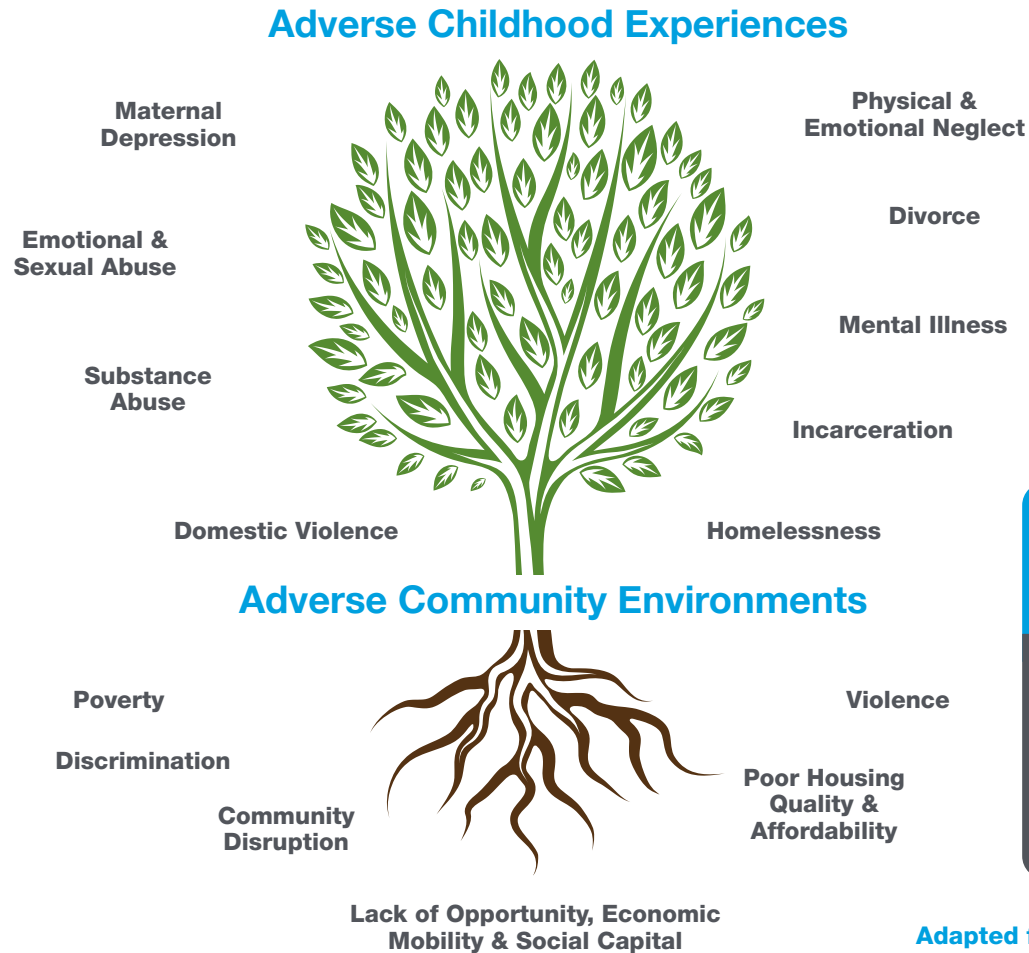 Adverse Childhood Experiences
Maternal
Depression
Physical &
Emotional Neglect
Emotional &
Sexual Abuse
Divorce
Mental Illness
Substance
Abuse
Incarceration
Domestic Violence
Homelessness
Adverse Community Environments
Poverty
Violence
Discrimination
Poor Housing
Quality &
Affordability
Community
Disruption
Lack of Opportunity, Economic
Mobility & Social Capital
Adapted